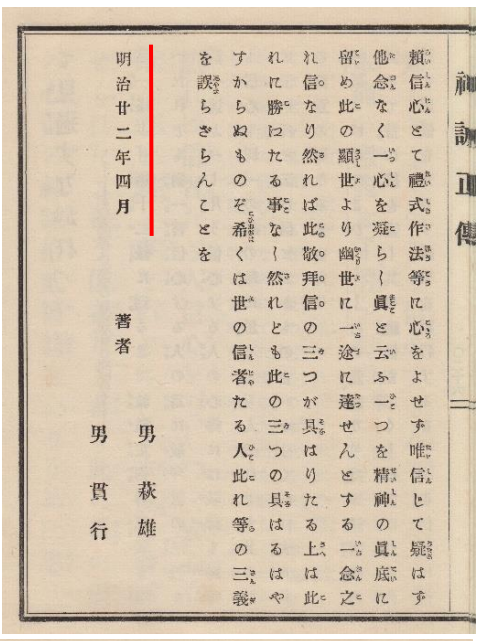 神訓正傳
二
頼信心とて禮式作法等に心をよせず唯信じて疑はず
他念なく一心を凝らし眞と云ふ一つを精神の眞底に
留め此の顯世より幽世に一途に達せんとする一念之
れ信なり然れば此敬拜信の三つが具はりたる上は此
れに勝りたる事なし然れとも此の三つの具はるはや
すからぬものぞ希くは世の信者たる人此れ等の三義
を誤らざらんことを
明治廿二年四月
著者
男 萩雄
男 貫行